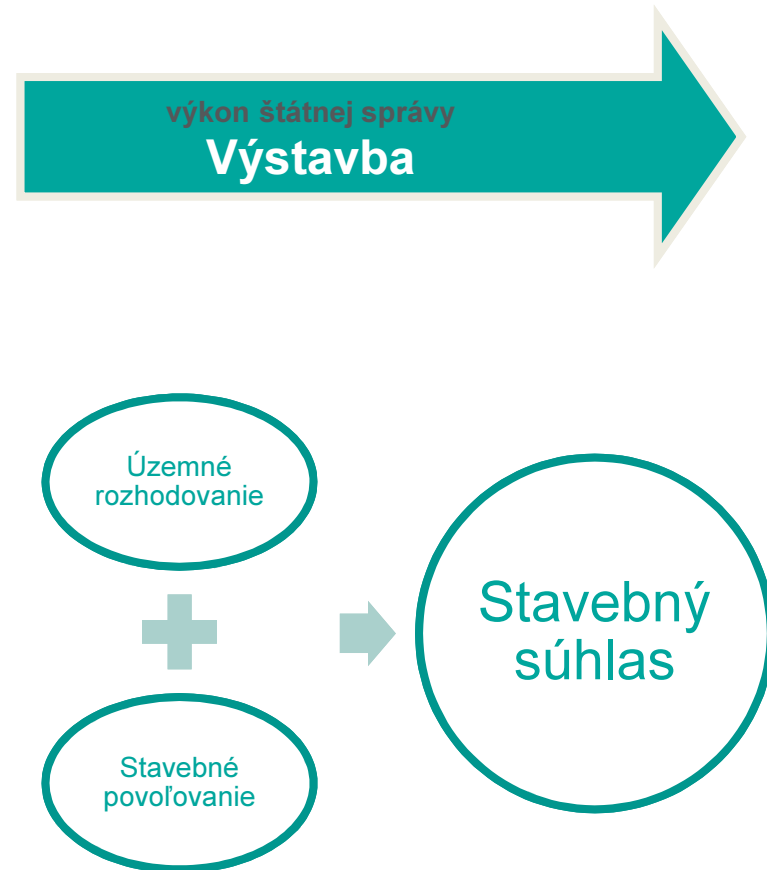 výkon štátnej správy
Výstavba
Územné
rozhodovanie
Stavebné
povoľovanie
Stavebný
súhlas